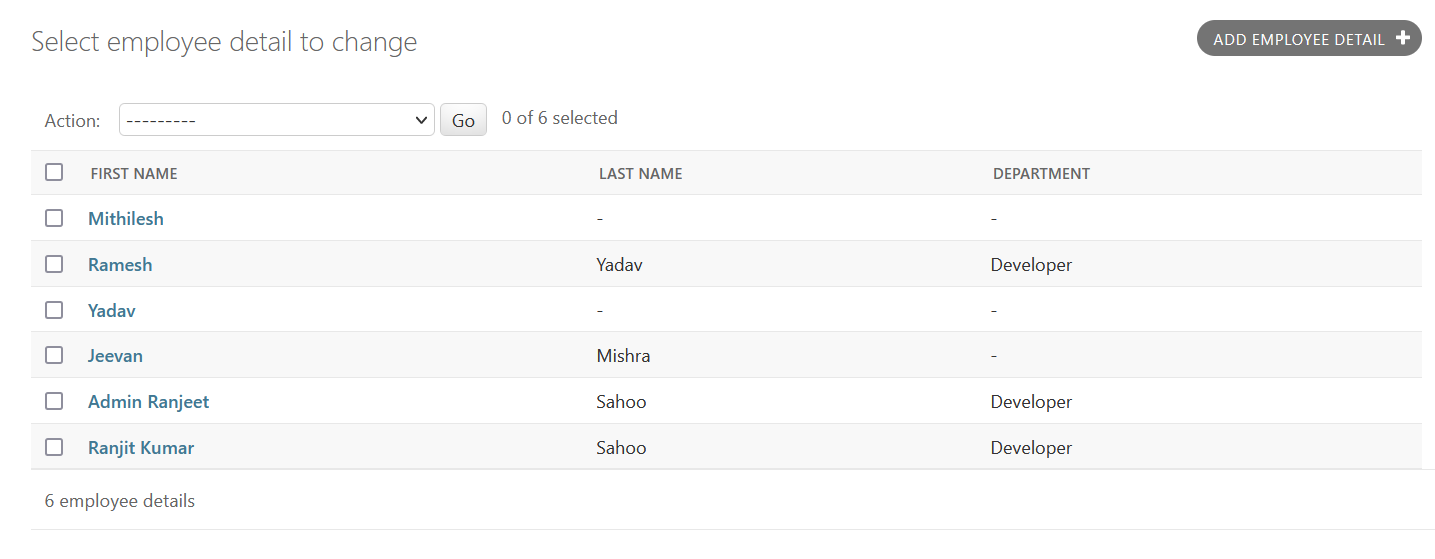 Select employee detail to change
ADD EMPLOYEE DETAIL +
Action: --------- Go 0 of 6 selected
FIRST NAME LAST NAME DEPARTMENT
Mithilesh - -
Ramesh Yadav Developer
Yadav - -
Jeevan Mishra -
Admin Ranjeet Sahoo Developer
Ranjit Kumar Sahoo Developer
6 employee details